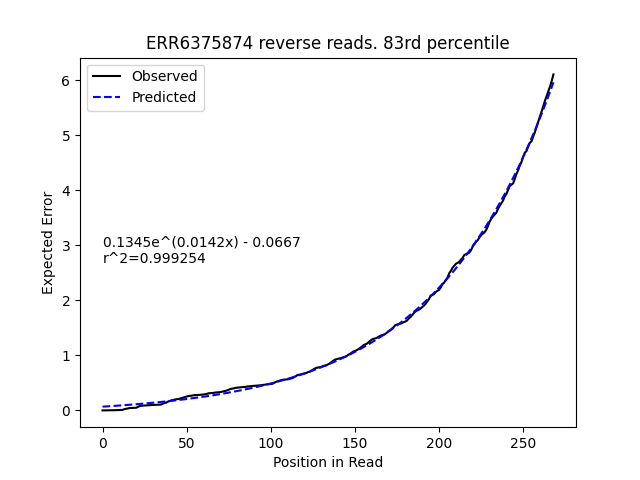 ERR6375874 reverse reads. 83rd percentile
Observed
Predicted
0.1345e^(0.0142x) - 0.0667
r^2=0.999254
Expected Error
6
5
4
3
2
1
0
0 50 100 150 200 250
Position in Read